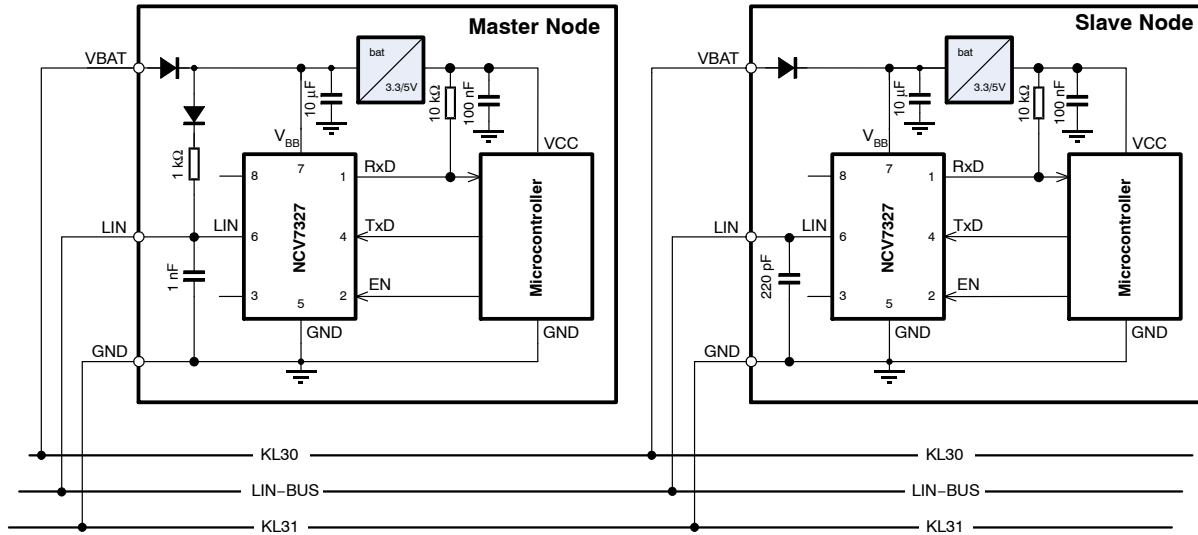 Master Node
VBAT
bat
3.3/5V
10 µF
10 kΩ
100 nF
1 kΩ
VBB
VCC
7
8
1
RxD
LIN
LIN
6
NCV7327
4
TxD
Microcontroller
1 nF
3
5
2
EN
GND
GND
GND
Slave Node
VBAT
bat
3.3/5V
10 µF
10 kΩ
100 nF
VBB
VCC
7
8
1
RxD
LIN
LIN
6
NCV7327
4
TxD
Microcontroller
220 pF
3
5
2
EN
GND
GND
GND
KL30
KL30
LIN–BUS
LIN–BUS
KL31
KL31